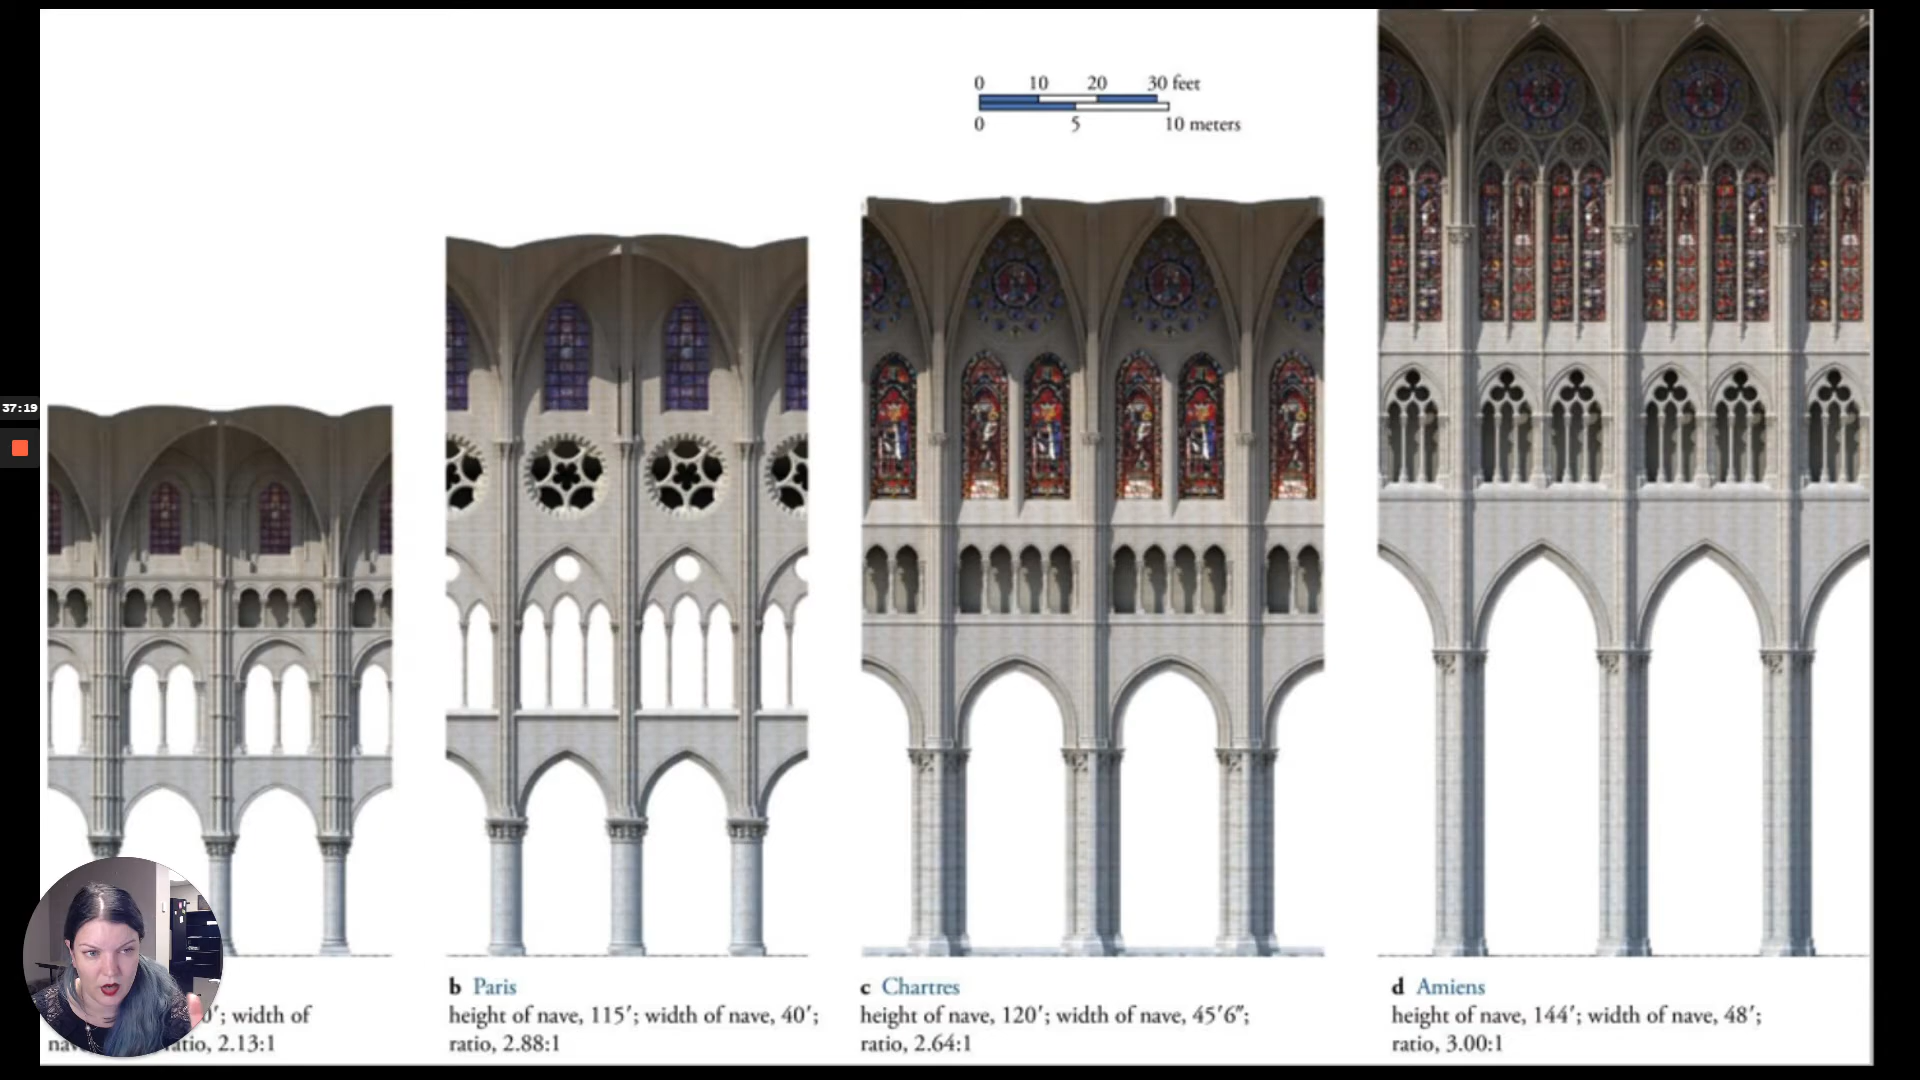 0 10 20 30 feet
0 5 10 meters
37:19
0′; width of
ratio, 2.13:1
b Paris
height of nave, 115′; width of nave, 40′;
ratio, 2.88:1
c Chartres
height of nave, 120′; width of nave, 45′6″;
ratio, 2.64:1
d Amiens
height of nave, 144′; width of nave, 48′;
ratio, 3.00:1